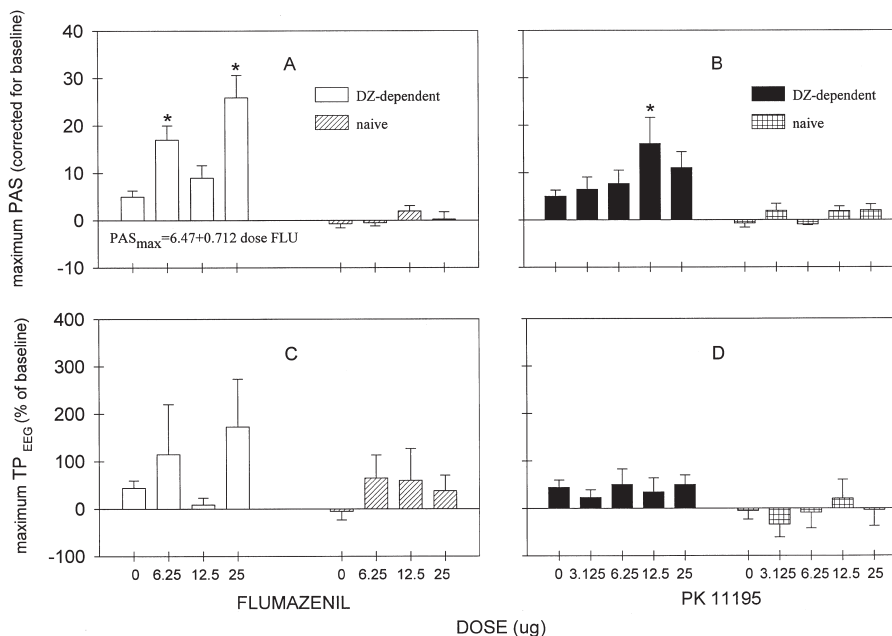 maximum PAS (corrected for baseline)
40
30
20
10
0
-10
A
DZ-dependent
naive
*
*
PASmax=6.47+0.712 dose FLU
B
DZ-dependent
naive
*
maximum TP EEG (% of baseline)
400
300
200
100
0
-100
C
D
0 6.25 12.5 25 0 6.25 12.5 25
0 3.125 6.25 12.5 25 0 3.125 6.25 12.5 25
FLUMAZENIL
PK 11195
DOSE (ug)